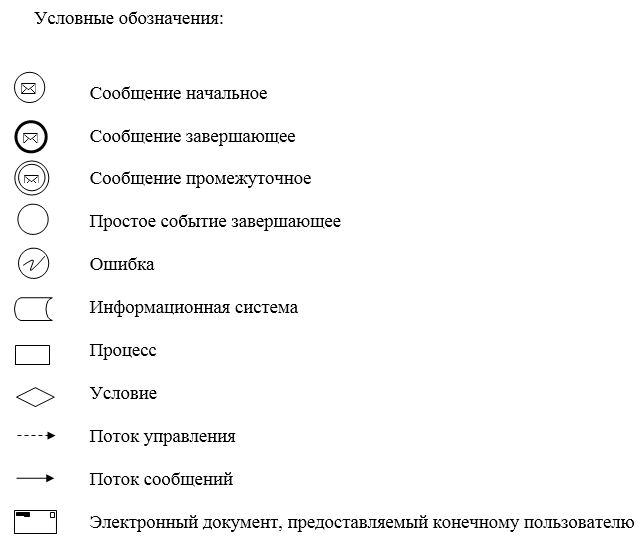 Условные обозначения:
Сообщение начальное
Сообщение завершающее
Сообщение промежуточное
Простое событие завершающее
Ошибка
Информационная система
Процесс
Условие
Поток управления
Поток сообщений
Электронный документ, предоставляемый конечному пользователю